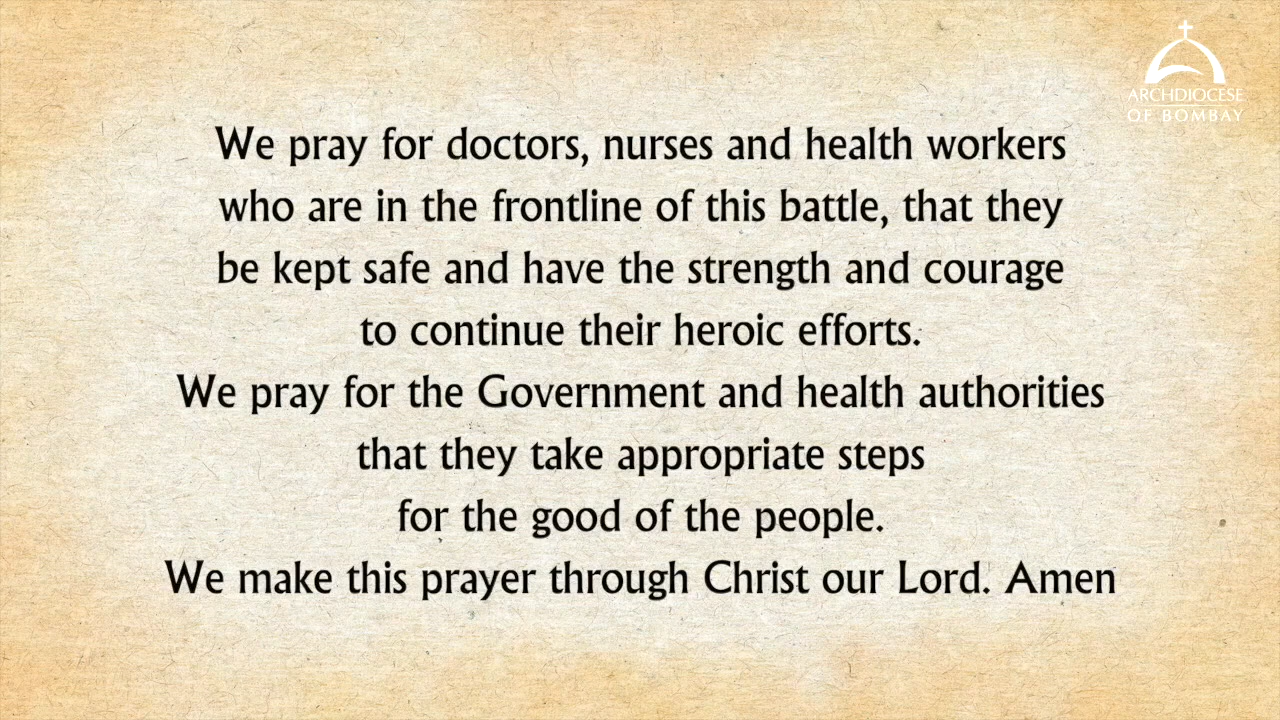 ARCHDIOCESE
OF BOMBAY
We pray for doctors, nurses and health workers
who are in the frontline of this battle, that they
be kept safe and have the strength and courage
to continue their heroic efforts.
We pray for the Government and health authorities
that they take appropriate steps
for the good of the people.
We make this prayer through Christ our Lord. Amen